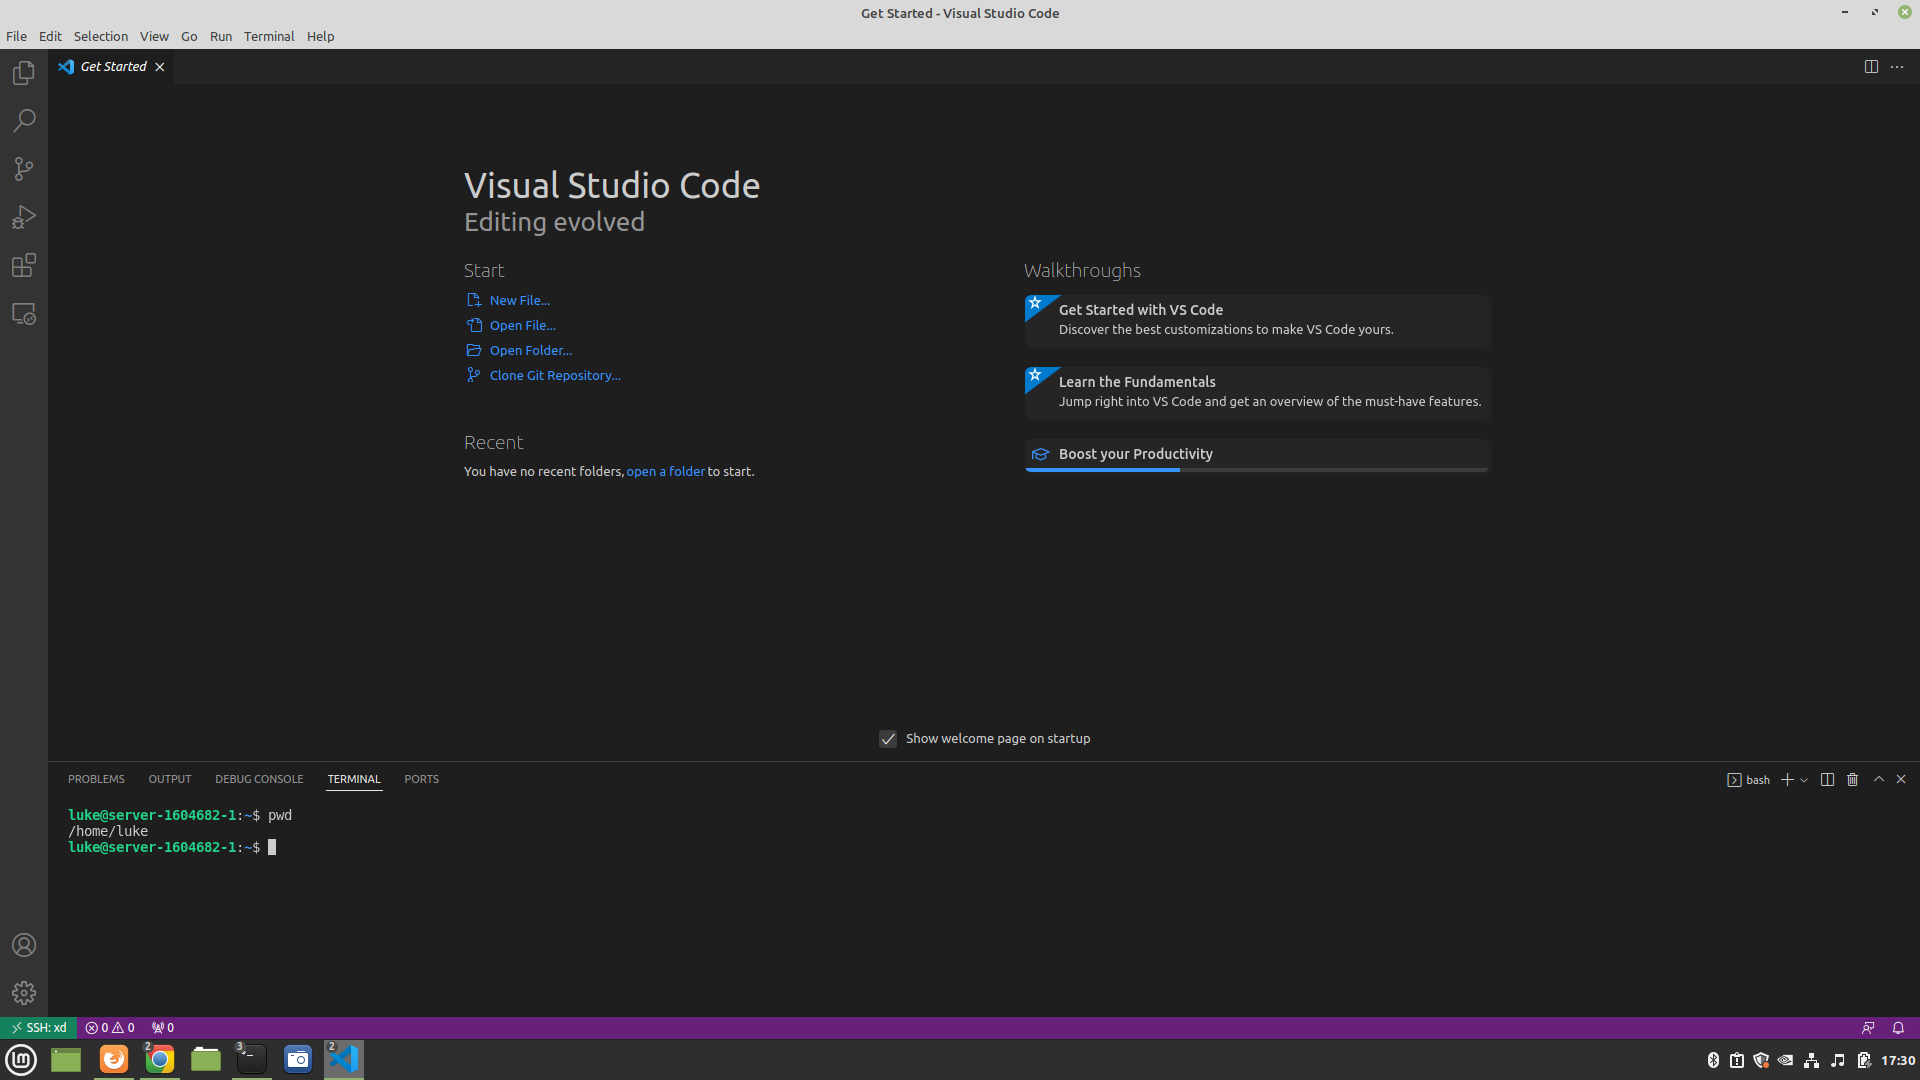 Get Started - Visual Studio Code
File Edit Selection View Go Run Terminal Help
Get Started
Visual Studio Code
Editing evolved
Start
New File...
Open File...
Open Folder...
Clone Git Repository...
Recent
You have no recent folders, open a folder to start.
Walkthroughs
Get Started with VS Code
Discover the best customizations to make VS Code yours.
Learn the Fundamentals
Jump right into VS Code and get an overview of the must-have features.
Boost your Productivity
Show welcome page on startup
PROBLEMS OUTPUT DEBUG CONSOLE TERMINAL PORTS
bash
luke@server-1604682-1:~$ pwd
/home/luke
luke@server-1604682-1:~$
SSH: xd 0 0 0
2 3 2
17:30